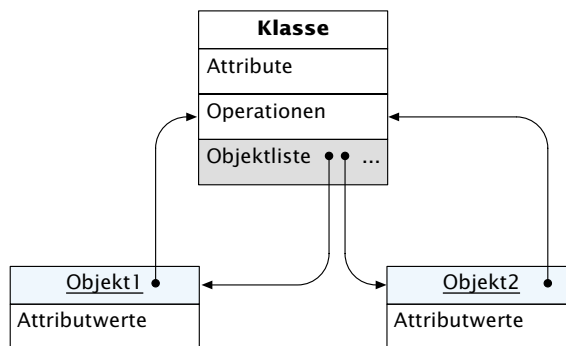 Klasse
Attribute
Operationen
Objektliste ...
Objekt1
Attributwerte
Objekt2
Attributwerte